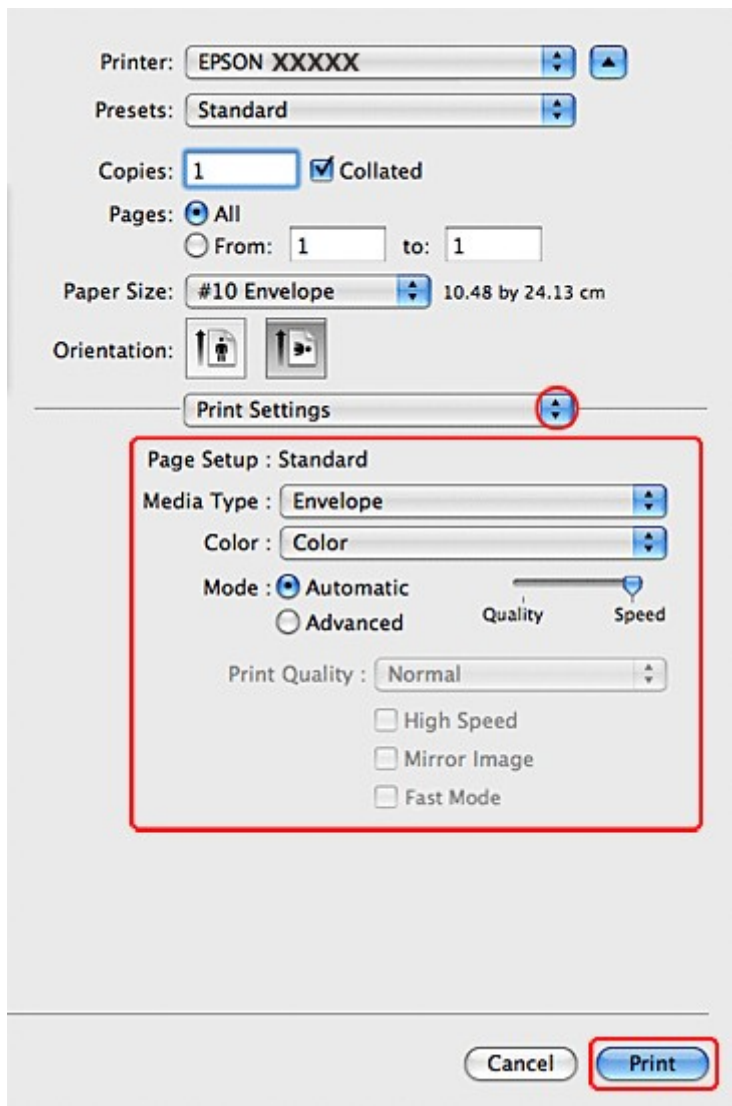 Printer: EPSON XXXXX
Presets: Standard
Copies: 1 Collated
Pages: All
From: 1 to: 1
Paper Size: #10 Envelope 10.48 by 24.13 cm
Orientation:
Print Settings
Page Setup : Standard
Media Type : Envelope
Color : Color
Mode : Automatic
Quality Speed
Advanced
Print Quality : Normal
High Speed
Mirror Image
Fast Mode
Cancel Print